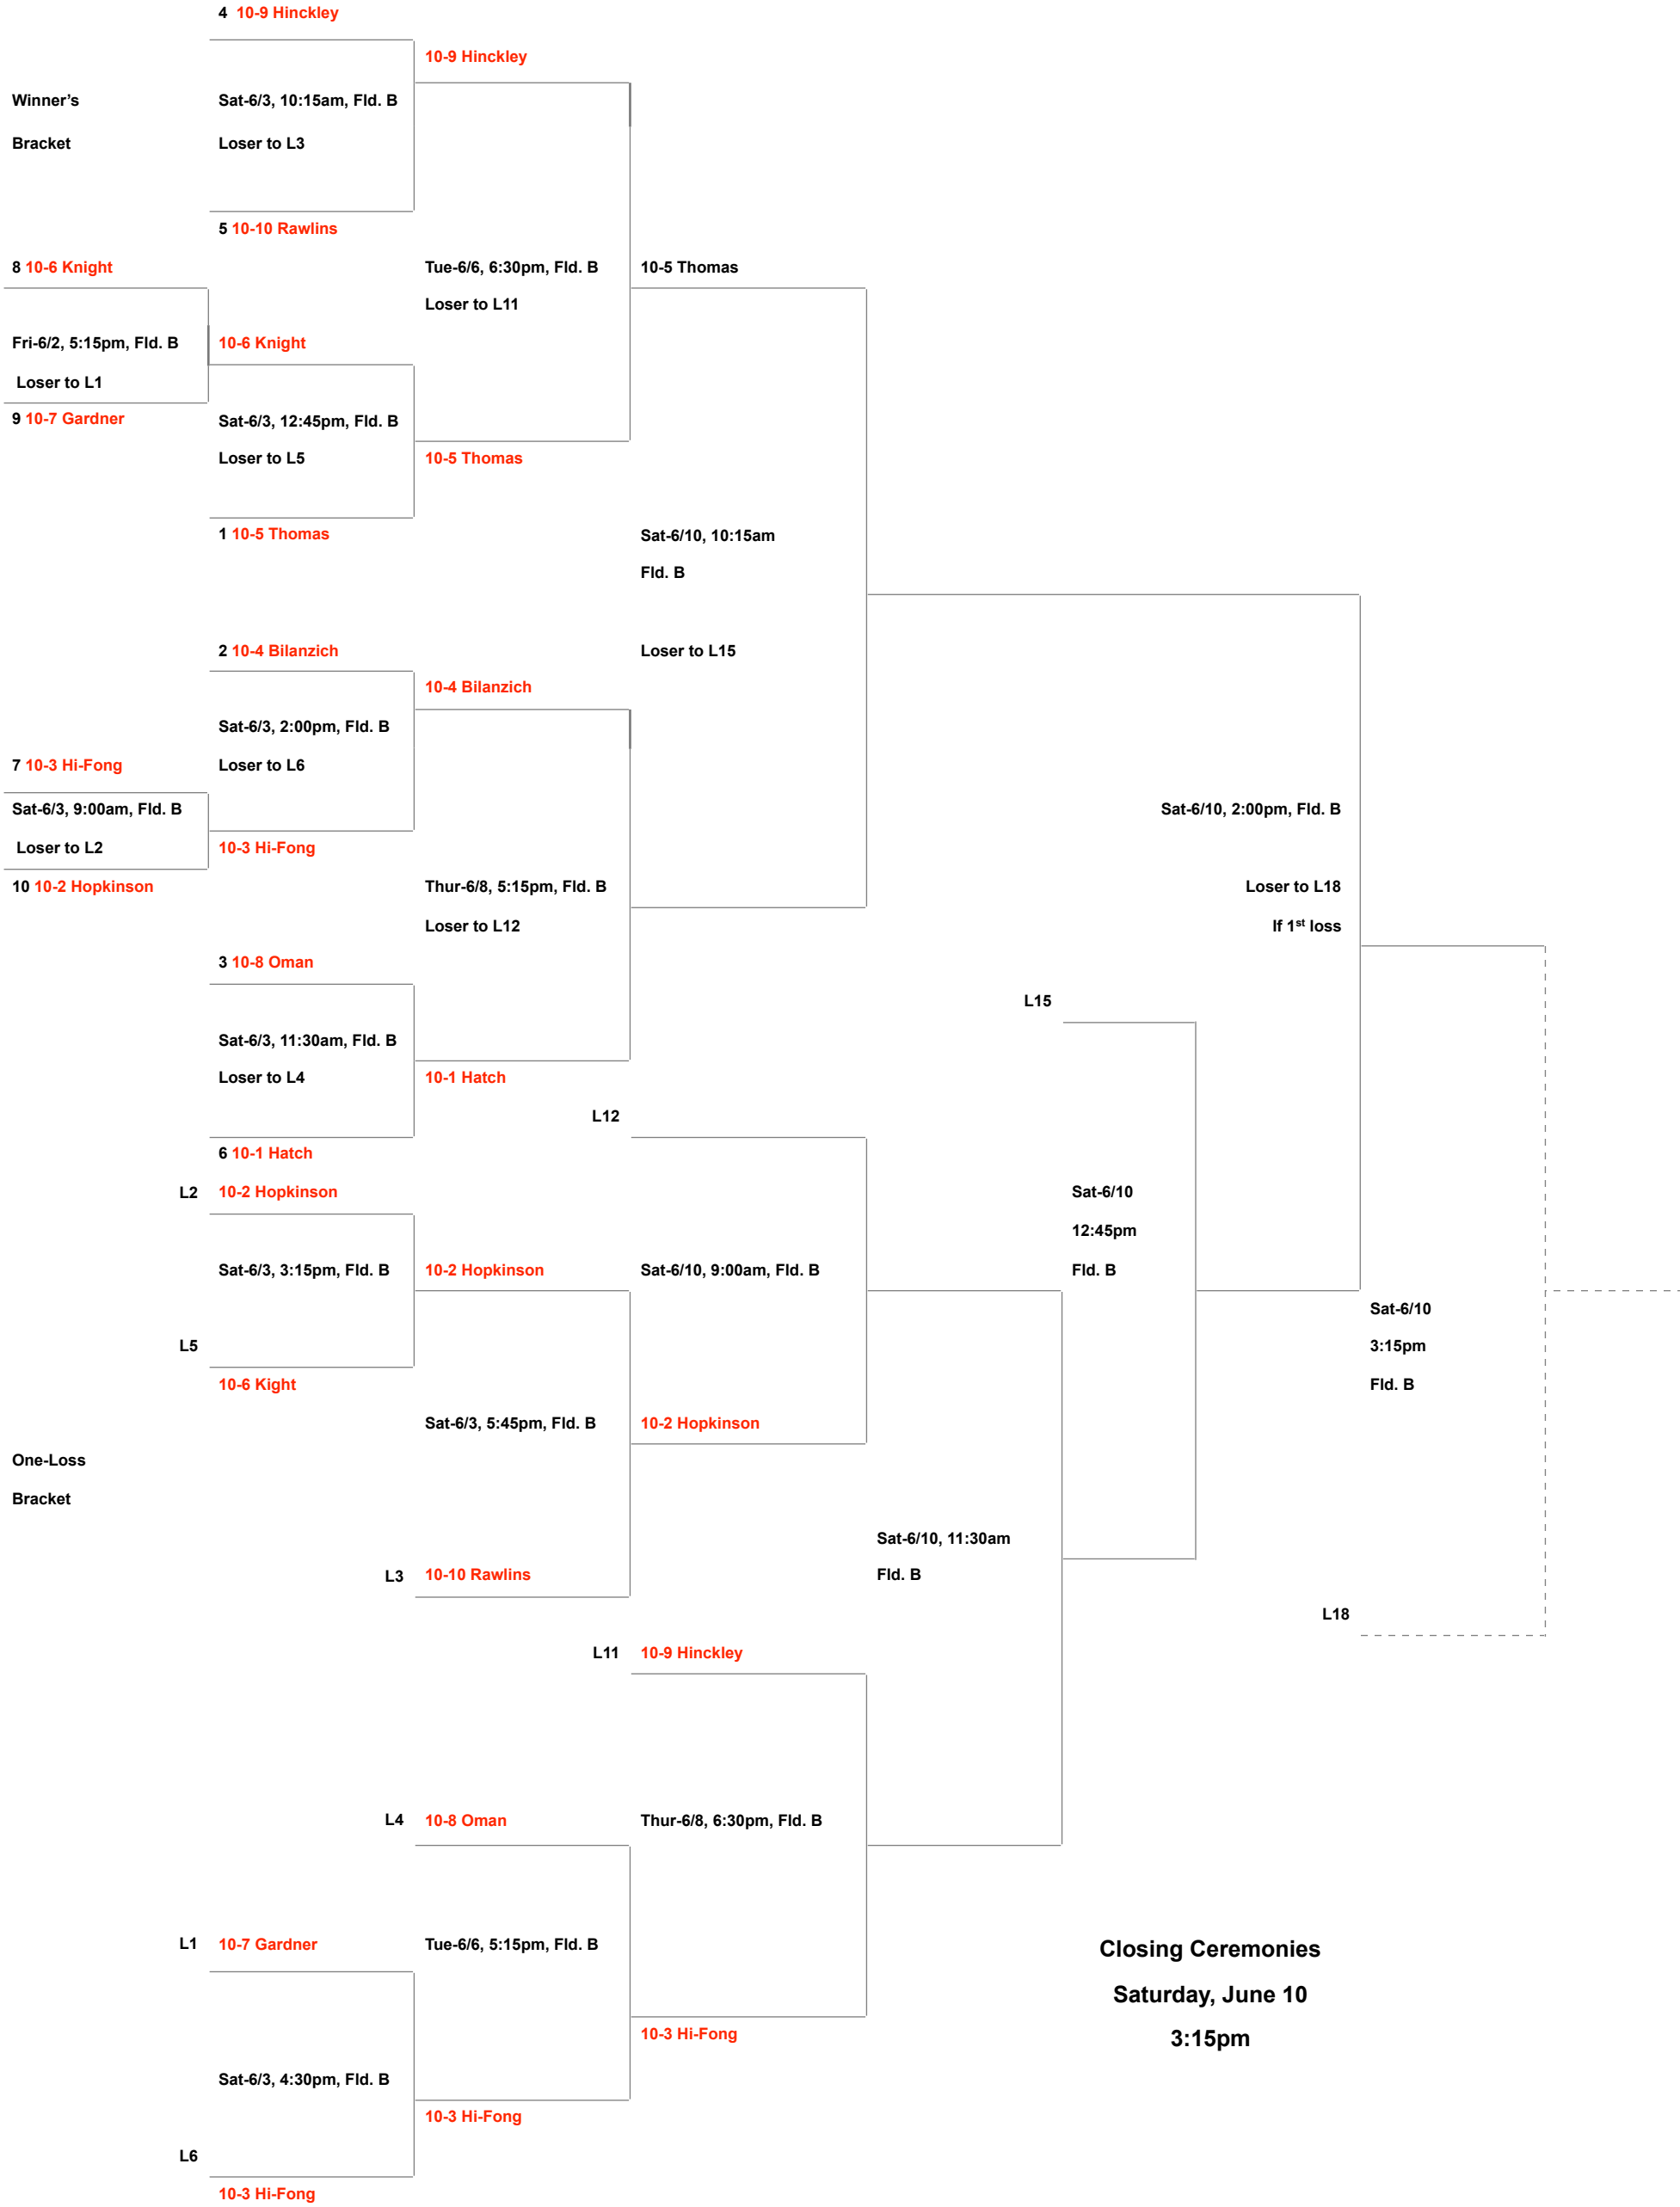 4 10-9 Hinckley
10-9 Hinckley
Winner's
Sat-6/3, 10:15am, Fld. B
Bracket
Loser to L3
5 10-10 Rawlins
8 10-6 Knight
Tue-6/6, 6:30pm, Fld. B
10-5 Thomas
Loser to L11
Fri-6/2, 5:15pm, Fld. B
10-6 Knight
Loser to L1
9 10-7 Gardner
Sat-6/3, 12:45pm, Fld. B
Loser to L5
10-5 Thomas
1 10-5 Thomas
Sat-6/10, 10:15am
Fld. B
2 10-4 Bilanzich
Loser to L15
10-4 Bilanzich
Sat-6/3, 2:00pm, Fld. B
7 10-3 Hi-Fong
Loser to L6
Sat-6/3, 9:00am, Fld. B
Sat-6/10, 2:00pm, Fld. B
Loser to L2
10-3 Hi-Fong
10 10-2 Hopkinson
Thur-6/8, 5:15pm, Fld. B
Loser to L18
Loser to L12
If 1st loss
3 10-8 Oman
L15
Sat-6/3, 11:30am, Fld. B
Loser to L4
10-1 Hatch
L12
6 10-1 Hatch
L2 10-2 Hopkinson
Sat-6/10
12:45pm
Fld. B
Sat-6/3, 3:15pm, Fld. B
10-2 Hopkinson
Sat-6/10, 9:00am, Fld. B
Sat-6/10
3:15pm
Fld. B
L5
10-6 Kight
Sat-6/3, 5:45pm, Fld. B
10-2 Hopkinson
One-Loss
Bracket
Sat-6/10, 11:30am
Fld. B
L3 10-10 Rawlins
L18
L11 10-9 Hinckley
L4 10-8 Oman
Thur-6/8, 6:30pm, Fld. B
L1 10-7 Gardner
Tue-6/6, 5:15pm, Fld. B
Closing Ceremonies
Saturday, June 10
3:15pm
10-3 Hi-Fong
Sat-6/3, 4:30pm, Fld. B
10-3 Hi-Fong
L6
10-3 Hi-Fong